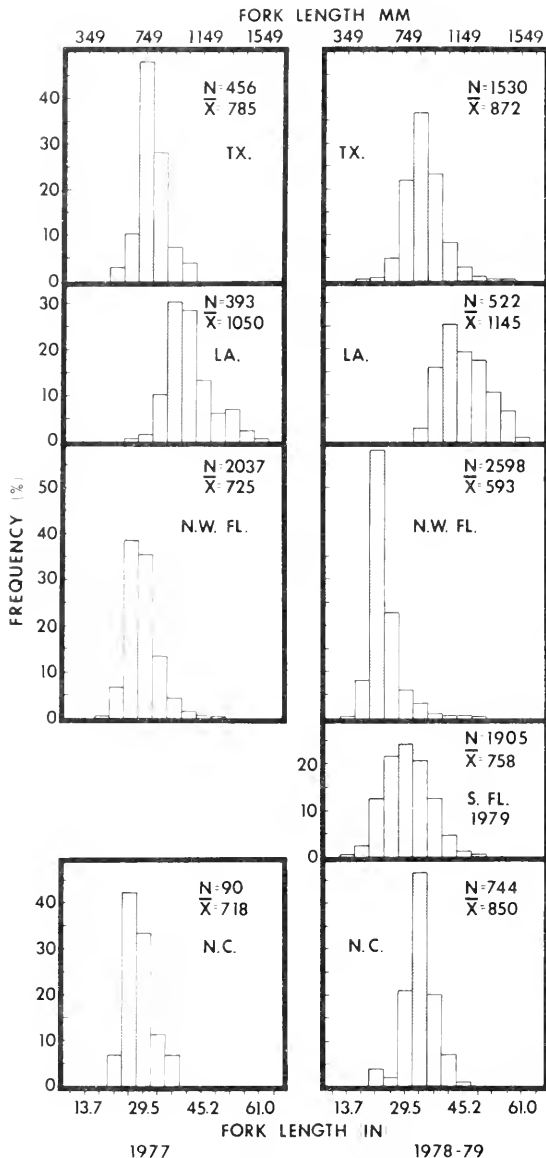 FORK LENGTH MM
349 749 1149 1549 349 749 1149 1549
40
30
20
10
0
N=456
X̅=785
TX.
N=1530
X̅=872
TX.
30
20
10
0
N=393
X̅=1050
LA.
N=522
X̅=1145
LA.
FREQUENCY (%)
50
40
30
20
10
0
N=2037
X̅=725
N.W. FL.
N=2598
X̅=593
N.W. FL.
20
10
0
N=1905
X̅=758
S. FL.
1979
40
30
20
10
0
N=90
X̅=718
N.C.
N=744
X̅=850
N.C.
13.7 29.5 45.2 61.0 13.7 29.5 45.2 61.0
FORK LENGTH (IN)
1977 1978-79